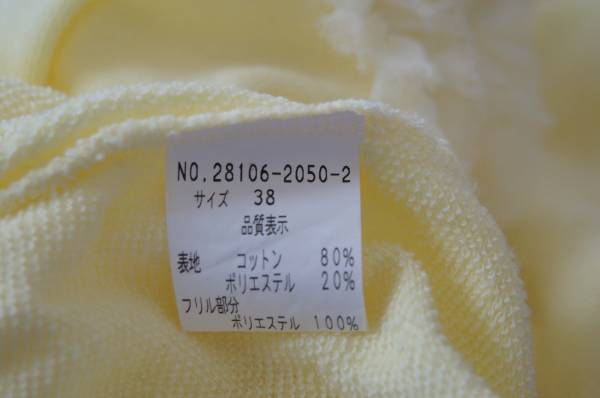 NO.28106-2050-2
サイズ 38
品質表示
表地 コットン 80%
ポリエステル 20%
フリル部分
ポリエステル 100%